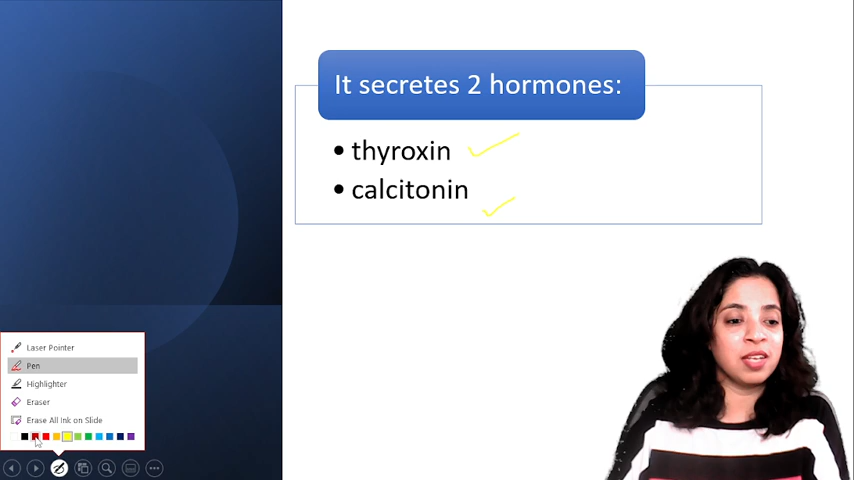 It secretes 2 hormones:
• thyroxin
• calcitonin
Laser Pointer
Pen
Highlighter
Eraser
Erase All Ink on Slide